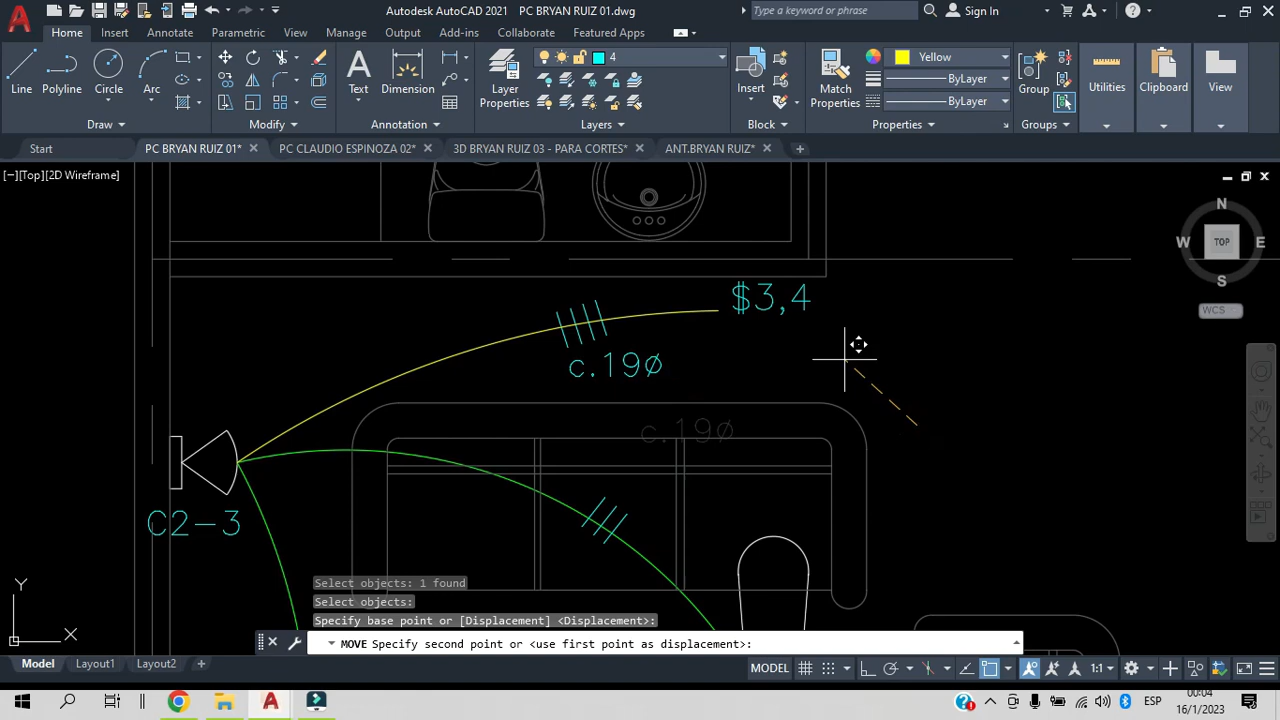 Autodesk AutoCAD 2021 PC BRYAN RUIZ 01.dwg
Type a keyword or phrase
Sign In
Home Insert Annotate Parametric View Manage Output Add-ins Collaborate Featured Apps
Line Polyline Circle Arc
Draw
Modify
Text Dimension
Annotation
Layer Properties
4
Layers
Insert
Block
Match Properties
Yellow
ByLayer
ByLayer
Properties
Group
Groups
Utilities
Clipboard
View
Start
PC BRYAN RUIZ 01*
PC CLAUDIO ESPINOZA 02*
3D BRYAN RUIZ 03 - PARA CORTES*
ANT.BRYAN RUIZ*
[−][Top][2D Wireframe]
N
W TOP E
S
WCS
$3,4
c.19ø
c.19ø
C2-3
Select objects: 1 found
Select objects:
Specify base point or [Displacement] <Displacement>:
MOVE Specify second point or <use first point as displacement>:
Y
X
Model Layout1 Layout2
MODEL
1:1
ESP
00:04
16/1/2023